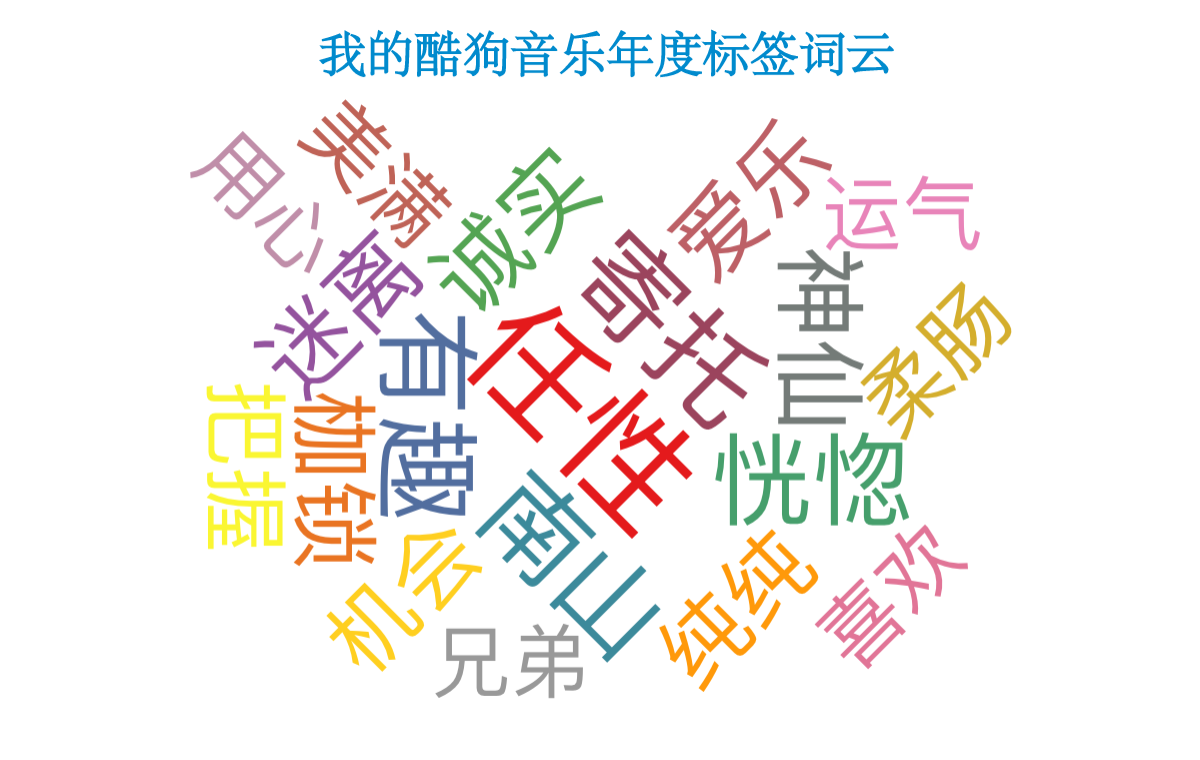 我的酷狗音乐年度标签词云
美满
用心
诚实
爱乐
运气
迷离
寄托
神仙
柔肠
有趣
任性
把握
枷锁
恍惚
南山
机会
纯纯
喜欢
兄弟